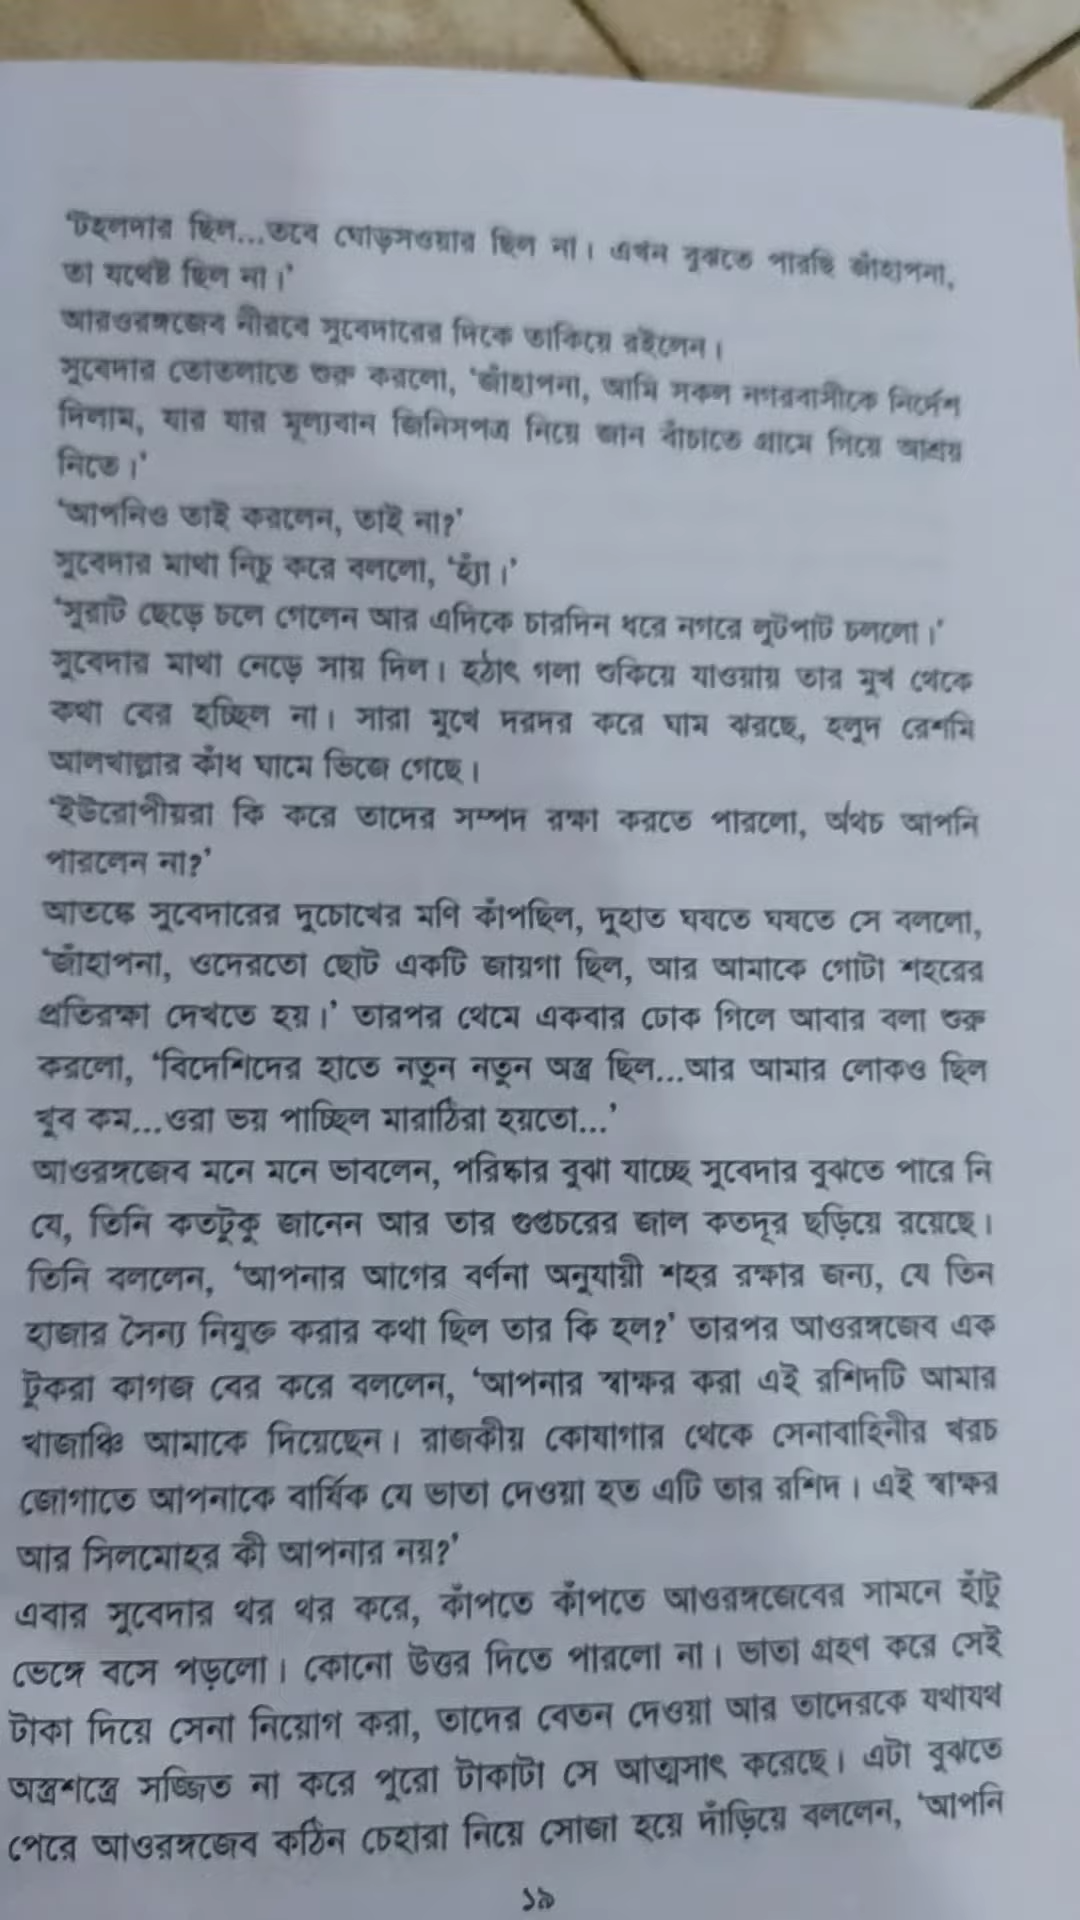 ‘টহলদার ছিল...তবে ঘোড়সওয়ার ছিল না। এখন বুঝতে পারছি জাঁহাপনা,
তা যথেষ্ট ছিল না।’
আরওরঙ্গজেব নীরবে সুবেদারের দিকে তাকিয়ে রইলেন।
সুবেদার তোতলাতে শুরু করলো, ‘জাঁহাপনা, আমি সকল নগরবাসীকে নির্দেশ
দিলাম, যার যার মূল্যবান জিনিসপত্র নিয়ে জান বাঁচাতে গ্রামে গিয়ে আশ্রয়
নিতে।’
‘আপনিও তাই করলেন, তাই না?’
সুবেদার মাথা নিচু করে বললো, ‘হ্যাঁ।’
‘সুরাট ছেড়ে চলে গেলেন আর এদিকে চারদিন ধরে নগরে লুটপাট চললো।’
সুবেদার মাথা নেড়ে সায় দিল। হঠাৎ গলা শুকিয়ে যাওয়ায় তার মুখ থেকে
কথা বের হচ্ছিল না। সারা মুখে দরদর করে ঘাম ঝরছে, হলুদ রেশমি
আলখাল্লার কাঁধ ঘামে ভিজে গেছে।
‘ইউরোপীয়রা কি করে তাদের সম্পদ রক্ষা করতে পারলো, অথচ আপনি
পারলেন না?’
আতঙ্কে সুবেদারের দুচোখের মণি কাঁপছিল, দুহাত ঘষতে ঘষতে সে বললো,
‘জাঁহাপনা, ওদেরতো ছোট একটি জায়গা ছিল, আর আমাকে গোটা শহরের
প্রতিরক্ষা দেখতে হয়।’ তারপর থেমে একবার ঢোক গিলে আবার বলা শুরু
করলো, ‘বিদেশিদের হাতে নতুন নতুন অস্ত্র ছিল...আর আমার লোকও ছিল
খুব কম...ওরা ভয় পাচ্ছিল মারাঠিরা হয়তো...’
আওরঙ্গজেব মনে মনে ভাবলেন, পরিষ্কার বুঝা যাচ্ছে সুবেদার বুঝতে পারে নি
যে, তিনি কতটুকু জানেন আর তার গুপ্তচরের জাল কতদূর ছড়িয়ে রয়েছে।
তিনি বললেন, ‘আপনার আগের বর্ণনা অনুযায়ী শহর রক্ষার জন্য, যে তিন
হাজার সৈন্য নিযুক্ত করার কথা ছিল তার কি হল?’ তারপর আওরঙ্গজেব এক
টুকরা কাগজ বের করে বললেন, ‘আপনার স্বাক্ষর করা এই রশিদটি আমার
খাজাঞ্চি আমাকে দিয়েছেন। রাজকীয় কোষাগার থেকে সেনাবাহিনীর খরচ
জোগাতে আপনাকে বার্ষিক যে ভাতা দেওয়া হত এটি তার রশিদ। এই স্বাক্ষর
আর সিলমোহর কী আপনার নয়?’
এবার সুবেদার থর থর করে, কাঁপতে কাঁপতে আওরঙ্গজেবের সামনে হাঁটু
ভেঙ্গে বসে পড়লো। কোনো উত্তর দিতে পারলো না। ভাতা গ্রহণ করে সেই
টাকা দিয়ে সেনা নিয়োগ করা, তাদের বেতন দেওয়া আর তাদেরকে যথাযথ
অস্ত্রশস্ত্রে সজ্জিত না করে পুরো টাকাটা সে আত্মসাৎ করেছে। এটা বুঝতে
পেরে আওরঙ্গজেব কঠিন চেহারা নিয়ে সোজা হয়ে দাঁড়িয়ে বললেন, ‘আপনি
১৯